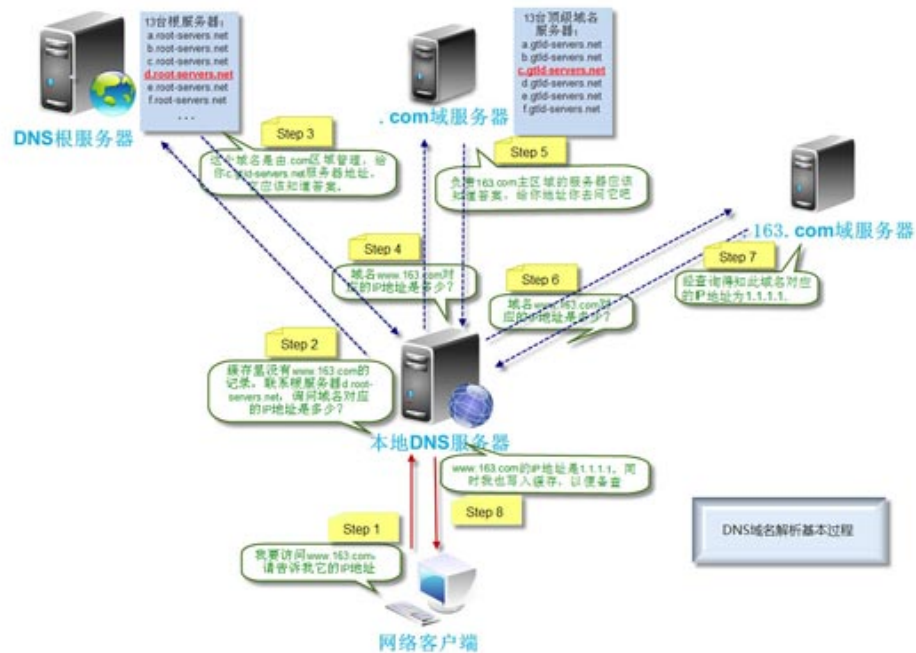 13台根服务器：
a.root-servers.net
b.root-servers.net
c.root-servers.net
d.root-servers.net
e.root-servers.net
f.root-servers.net
...
DNS根服务器
13台顶级域名
服务器：
a.gtld-servers.net
b.gtld-servers.net
c.gtld-servers.net
d.gtld-servers.net
e.gtld-servers.net
f.gtld-servers.net
.com域服务器
Step 3
这个域名是由.com区域管理，给
你c.gtld-servers.net服务器地址，
它应该知道答案。
Step 5
负责163.com主区域的服务器应该
知道答案，给你地址你去问它吧
.163.com域服务器
Step 4
域名www.163.com对
应的IP地址是多少？
Step 6
域名www.163.com对
应的IP地址是多少？
Step 7
经查询得知此域名对应
的IP地址为1.1.1.1.
Step 2
缓存里没有www.163.com的
记录，联系根服务器d.root-
servers.net，询问域名对应
的IP地址是多少？
本地DNS服务器
www.163.com的IP地址是1.1.1.1，同
时我也写入缓存，以便备查
Step 8
Step 1
我要访问www.163.com，
请告诉我它的IP地址
网络客户端
DNS域名解析基本过程